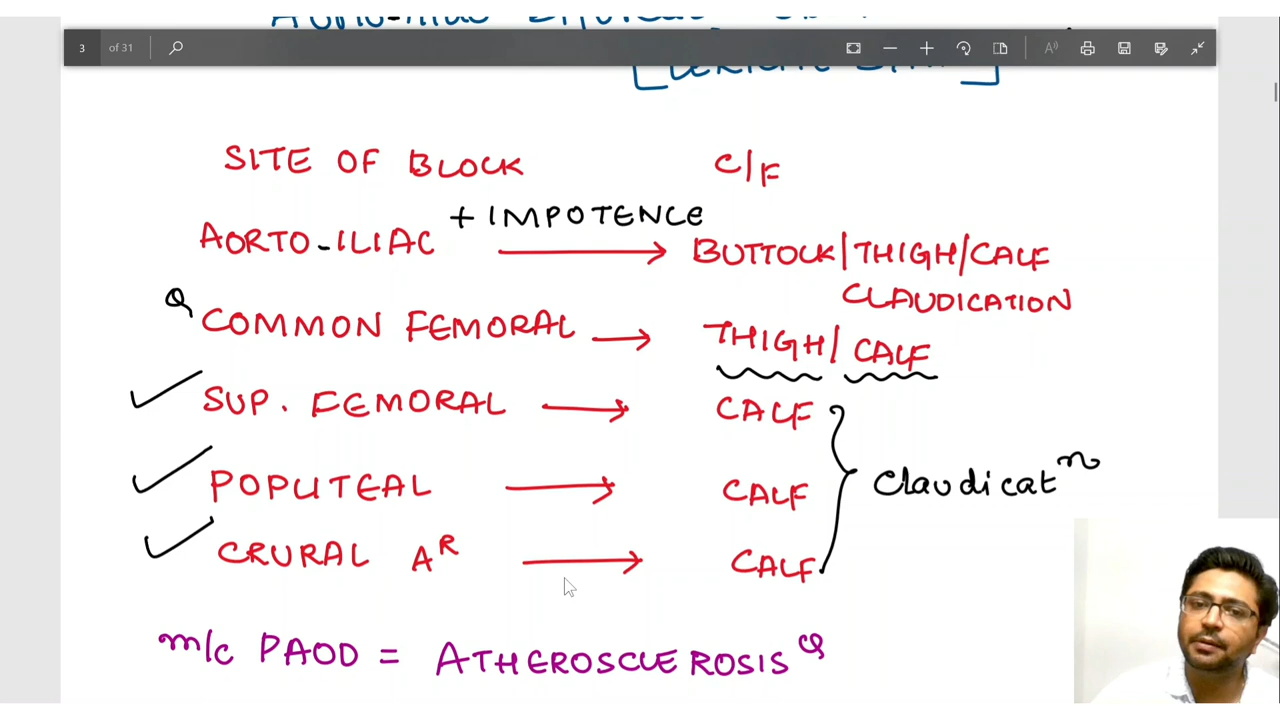 3 of 31
SITE OF BLOCK C/F
+ IMPOTENCE
AORTO-ILIAC → BUTTOCK/THIGH/CALF
CLAUDICATION
Q
COMMON FEMORAL → THIGH/CALF
✓ SUP. FEMORAL → CALF
✓ POPLITEAL → CALF } Claudicatⁿ
✓ CRURAL Aᴿ → CALF
m/c PAOD = ATHEROSCLEROSIS Q